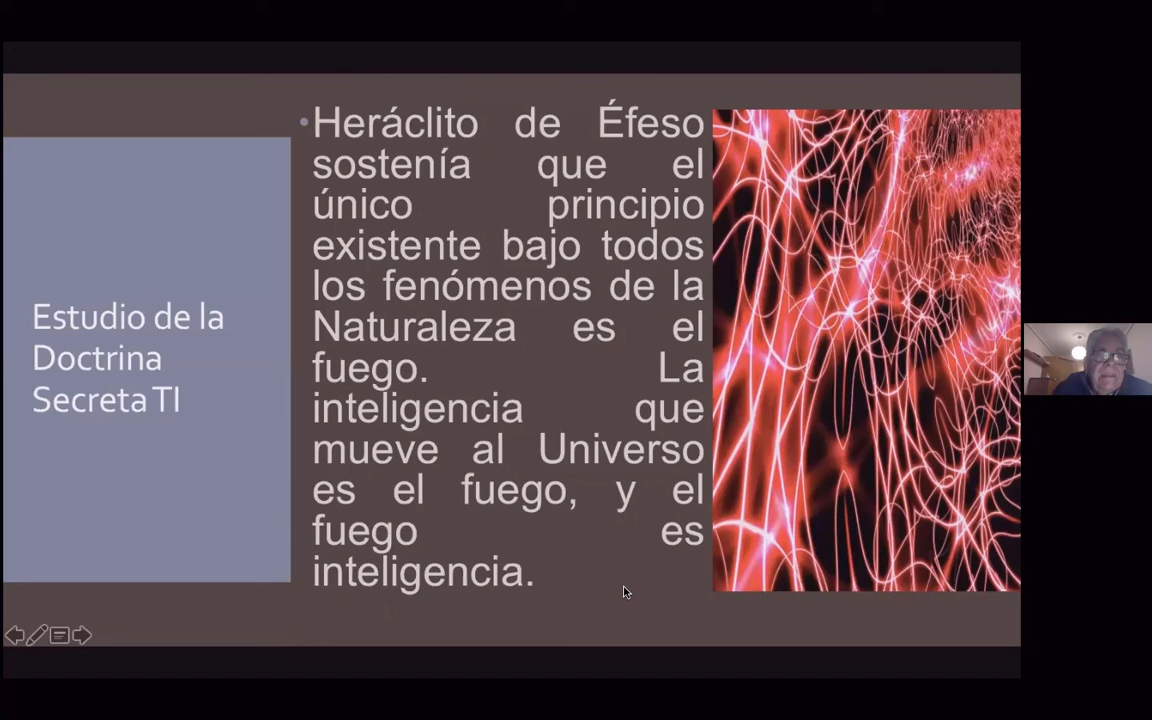 Estudio de la
Doctrina
Secreta TI
•Heráclito de Éfeso
sostenía que el
único principio
existente bajo todos
los fenómenos de la
Naturaleza es el
fuego. La
inteligencia que
mueve al Universo
es el fuego, y el
fuego es
inteligencia.